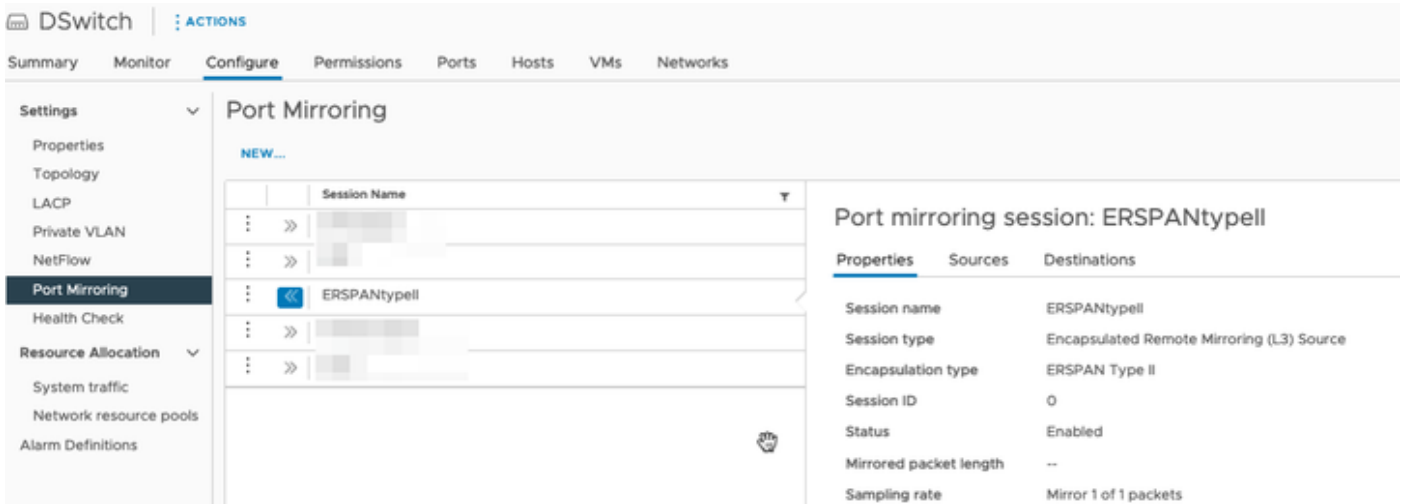 DSwitch ACTIONS
Summary Monitor Configure Permissions Ports Hosts VMs Networks
Settings
Properties
Topology
LACP
Private VLAN
NetFlow
Port Mirroring
Health Check
Resource Allocation
System traffic
Network resource pools
Alarm Definitions
Port Mirroring
NEW...
Session Name
ERSPANtypeII
Port mirroring session: ERSPANtypeII
Properties Sources Destinations
Session name ERSPANtypeII
Session type Encapsulated Remote Mirroring (L3) Source
Encapsulation type ERSPAN Type II
Session ID 0
Status Enabled
Mirrored packet length --
Sampling rate Mirror 1 of 1 packets